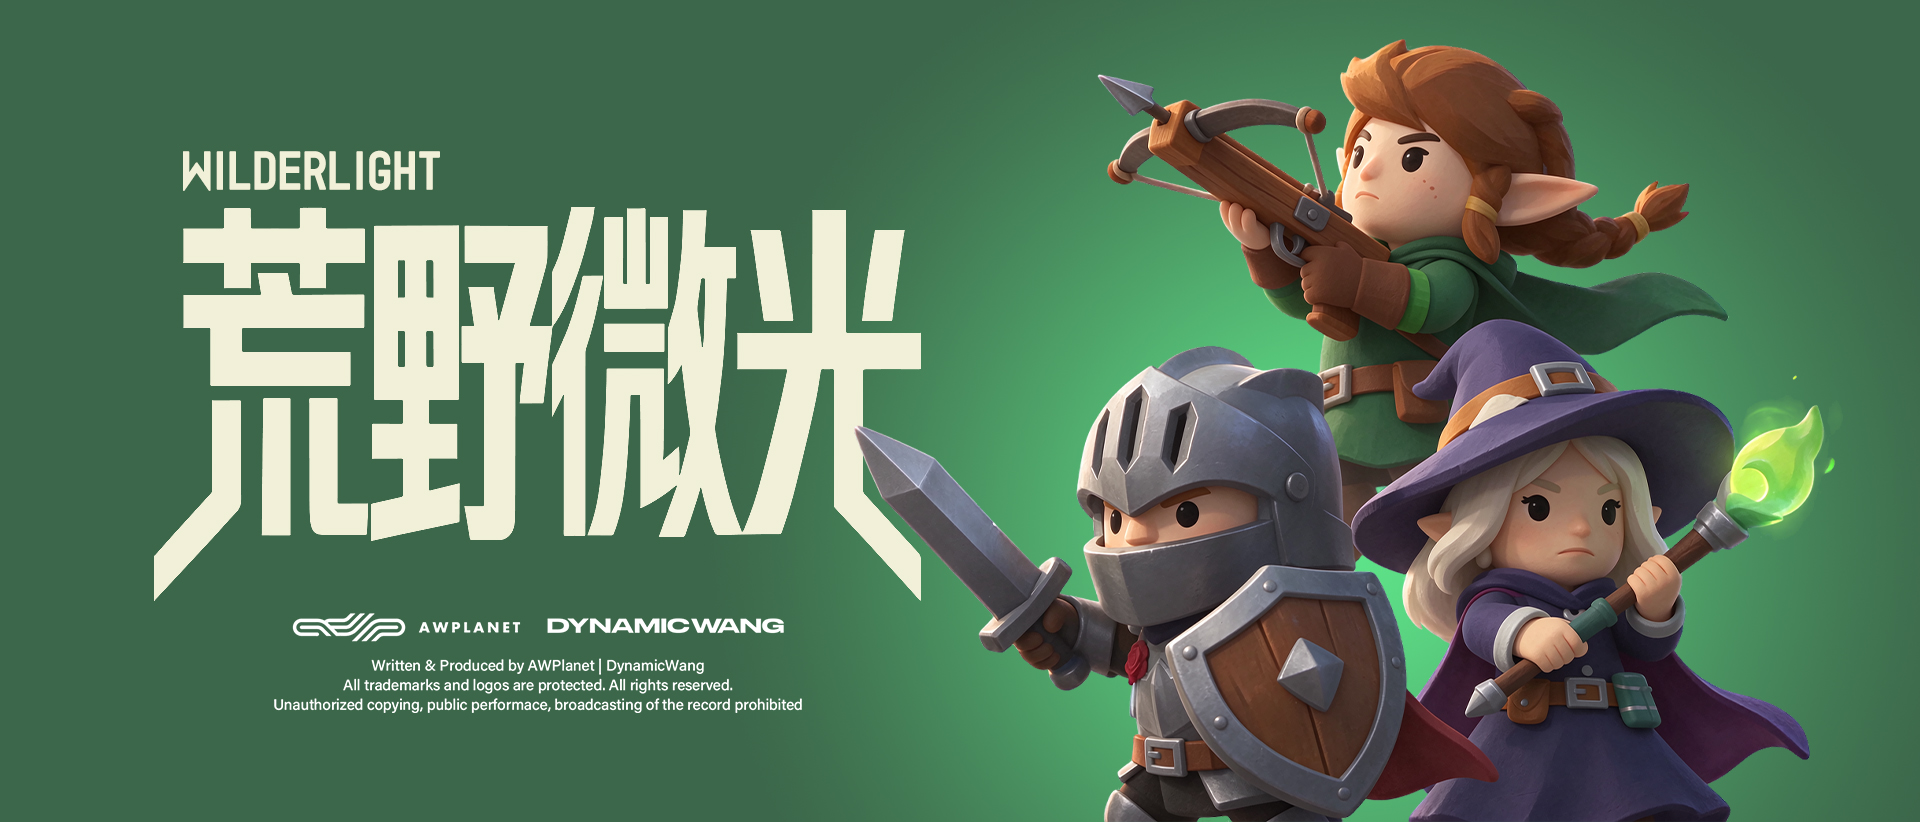 WILDERLIGHT
荒野微光
AWPLANET DYNAMICWANG
Written & Produced by AWPlanet | DynamicWang
All trademarks and logos are protected. All rights reserved.
Unauthorized copying, public performace, broadcasting of the record prohibited